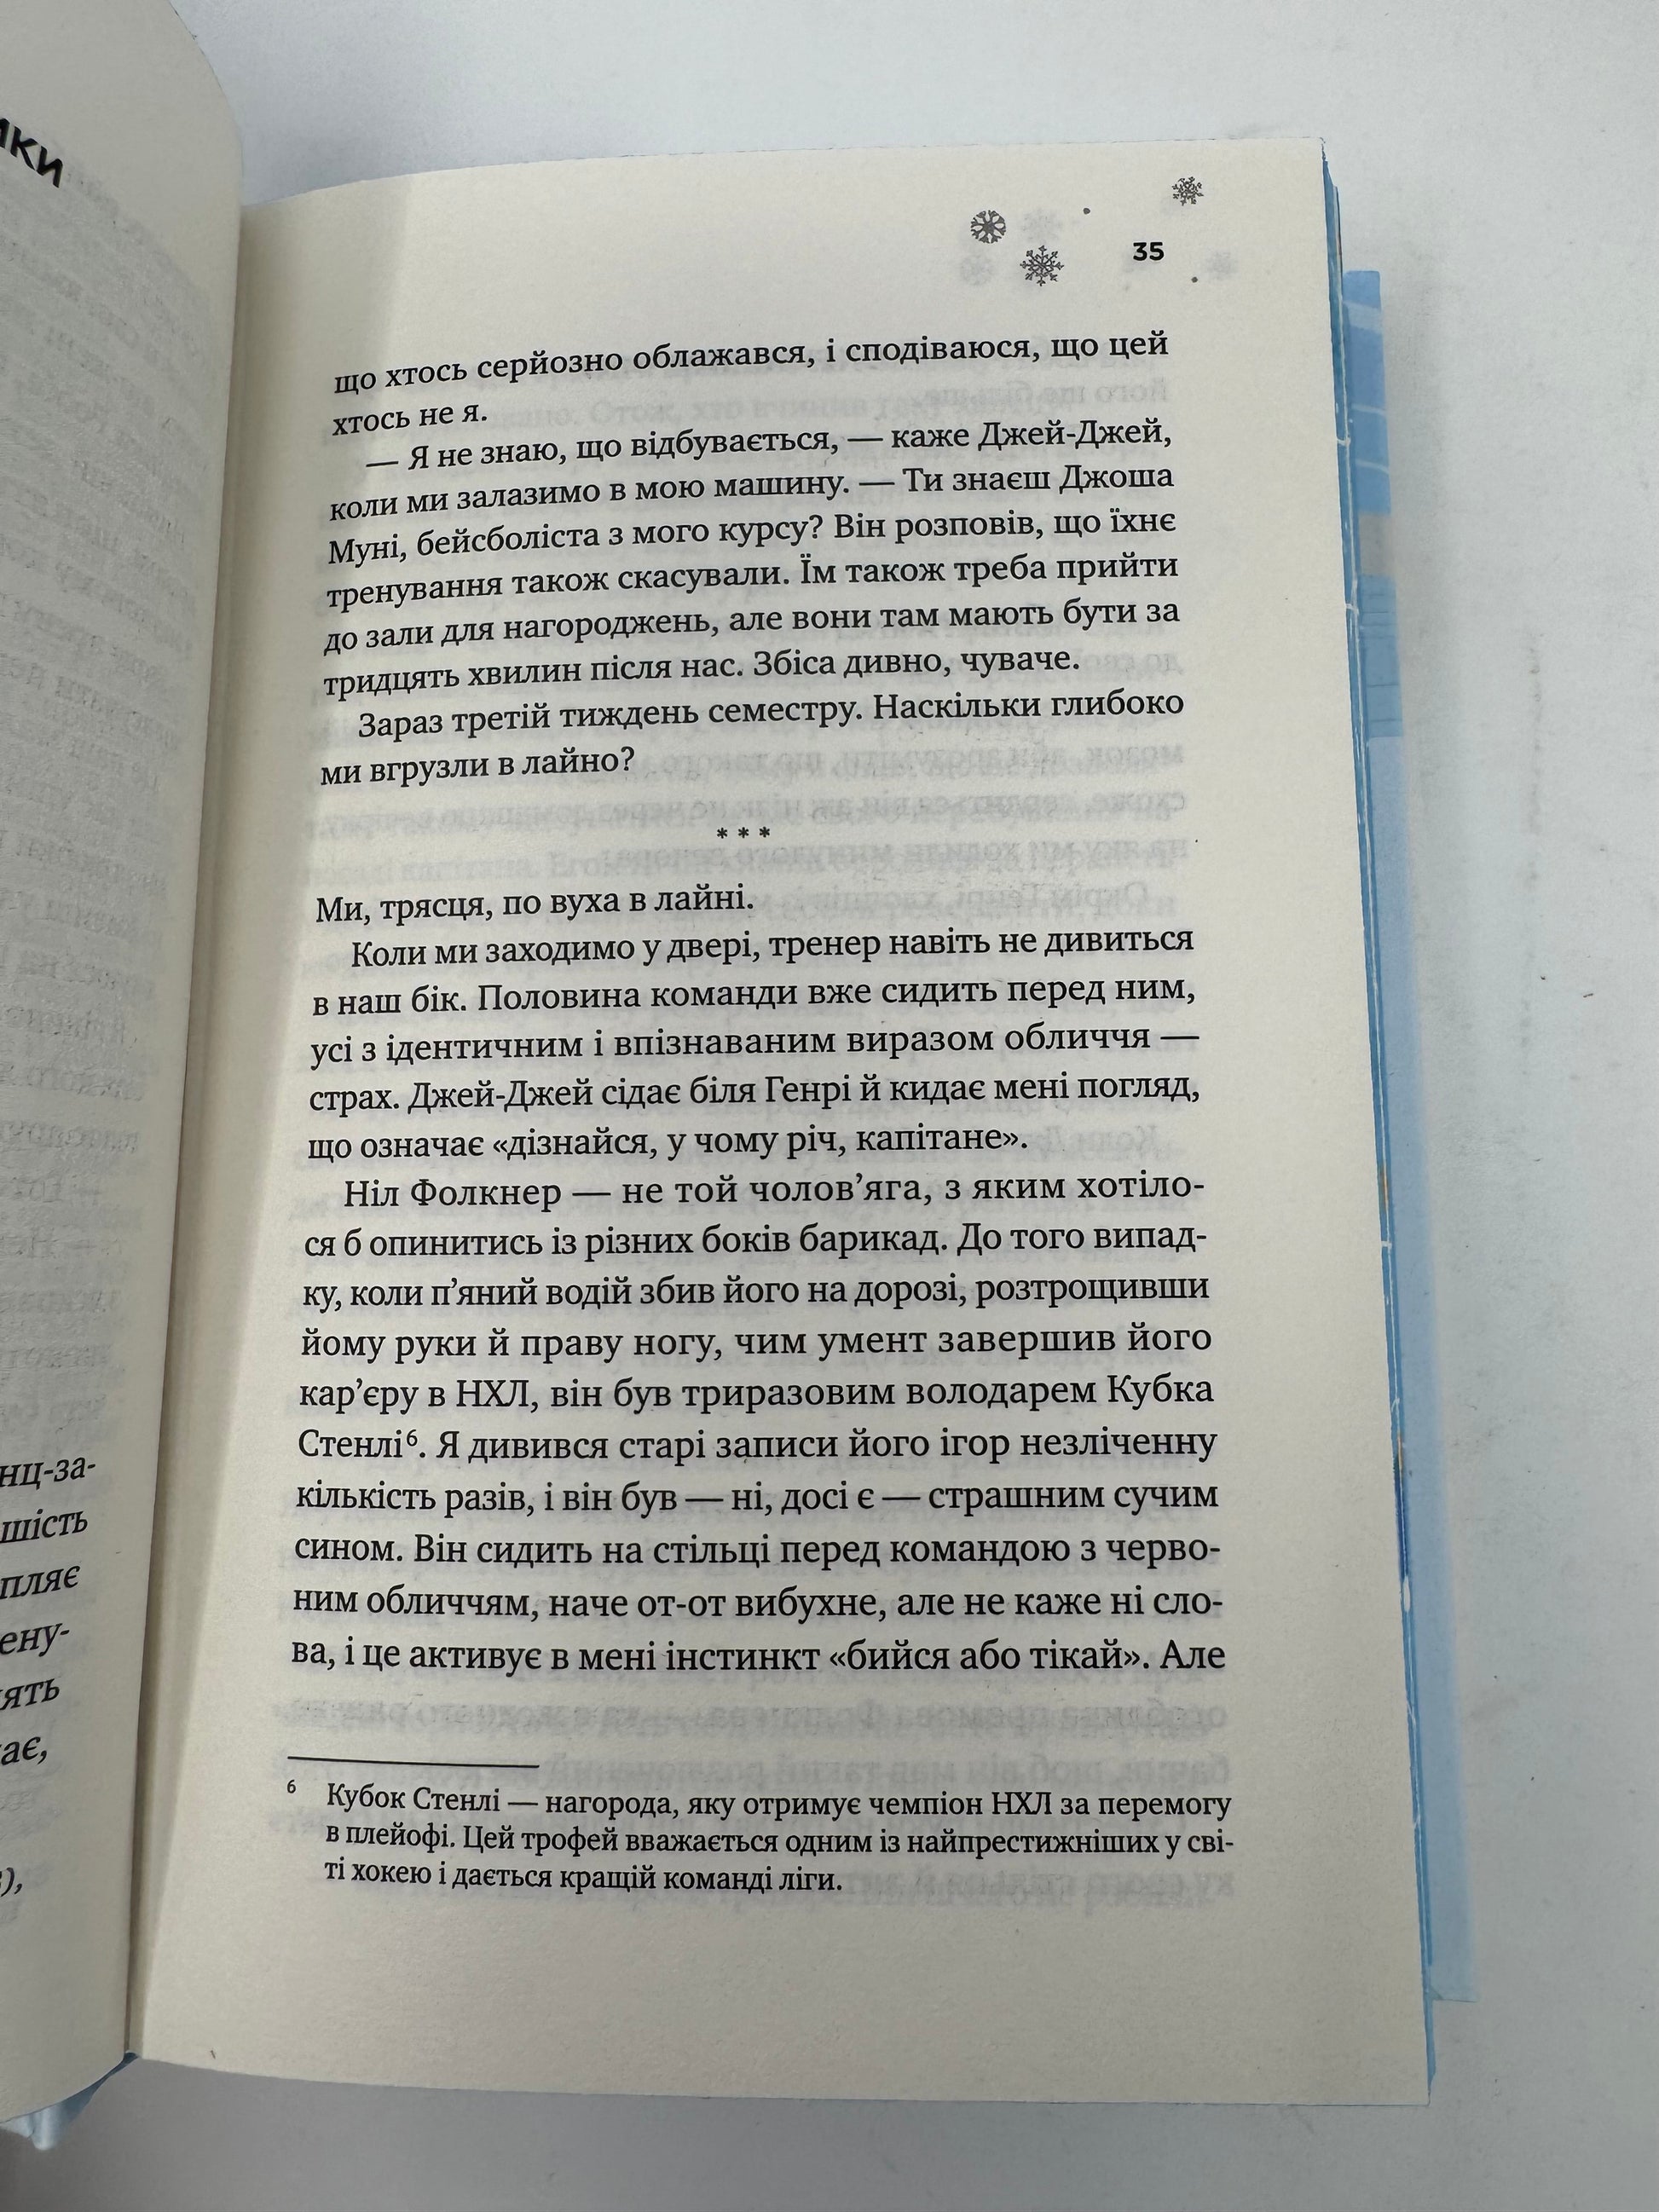 ики
нц-за-
шість
пляє
ену-
ять
ає,
),
35
що хтось серйозно облажався, і сподіваюся, що цей
хтось не я.
— Я не знаю, що відбувається, — каже Джей-Джей,
коли ми залазимо в мою машину. — Ти знаєш Джоша
Муні, бейсболіста з мого курсу? Він розповів, що їхнє
тренування також скасували. Їм також треба прийти
до зали для нагороджень, але вони там мають бути за
тридцять хвилин після нас. Збіса дивно, чуваче.
Зараз третій тиждень семестру. Наскільки глибоко
ми вгрузли в лайно?
* * *
Ми, трясця, по вуха в лайні.
Коли ми заходимо у двері, тренер навіть не дивиться
в наш бік. Половина команди вже сидить перед ним,
усі з ідентичним і впізнаваним виразом обличчя —
страх. Джей-Джей сідає біля Генрі й кидає мені погляд,
що означає «дізнайся, у чому річ, капітане».
Ніл Фолкнер — не той чолов’яга, з яким хотіло-
ся б опинитись із різних боків барикад. До того випад-
ку, коли п’яний водій збив його на дорозі, розтрощивши
йому руки й праву ногу, чим умент завершив його
кар’єру в НХЛ, він був триразовим володарем Кубка
Стенлі⁶. Я дивився старі записи його ігор незліченну
кількість разів, і він був — ні, досі є — страшним сучим
сином. Він сидить на стільці перед командою з черво-
ним обличчям, наче от-от вибухне, але не каже ні сло-
ва, і це активує в мені інстинкт «бийся або тікай». Але
6 Кубок Стенлі — нагорода, яку отримує чемпіон НХЛ за перемогу
в плейофі. Цей трофей вважається одним із найпрестижніших у сві-
ті хокею і дається кращій команді ліги.